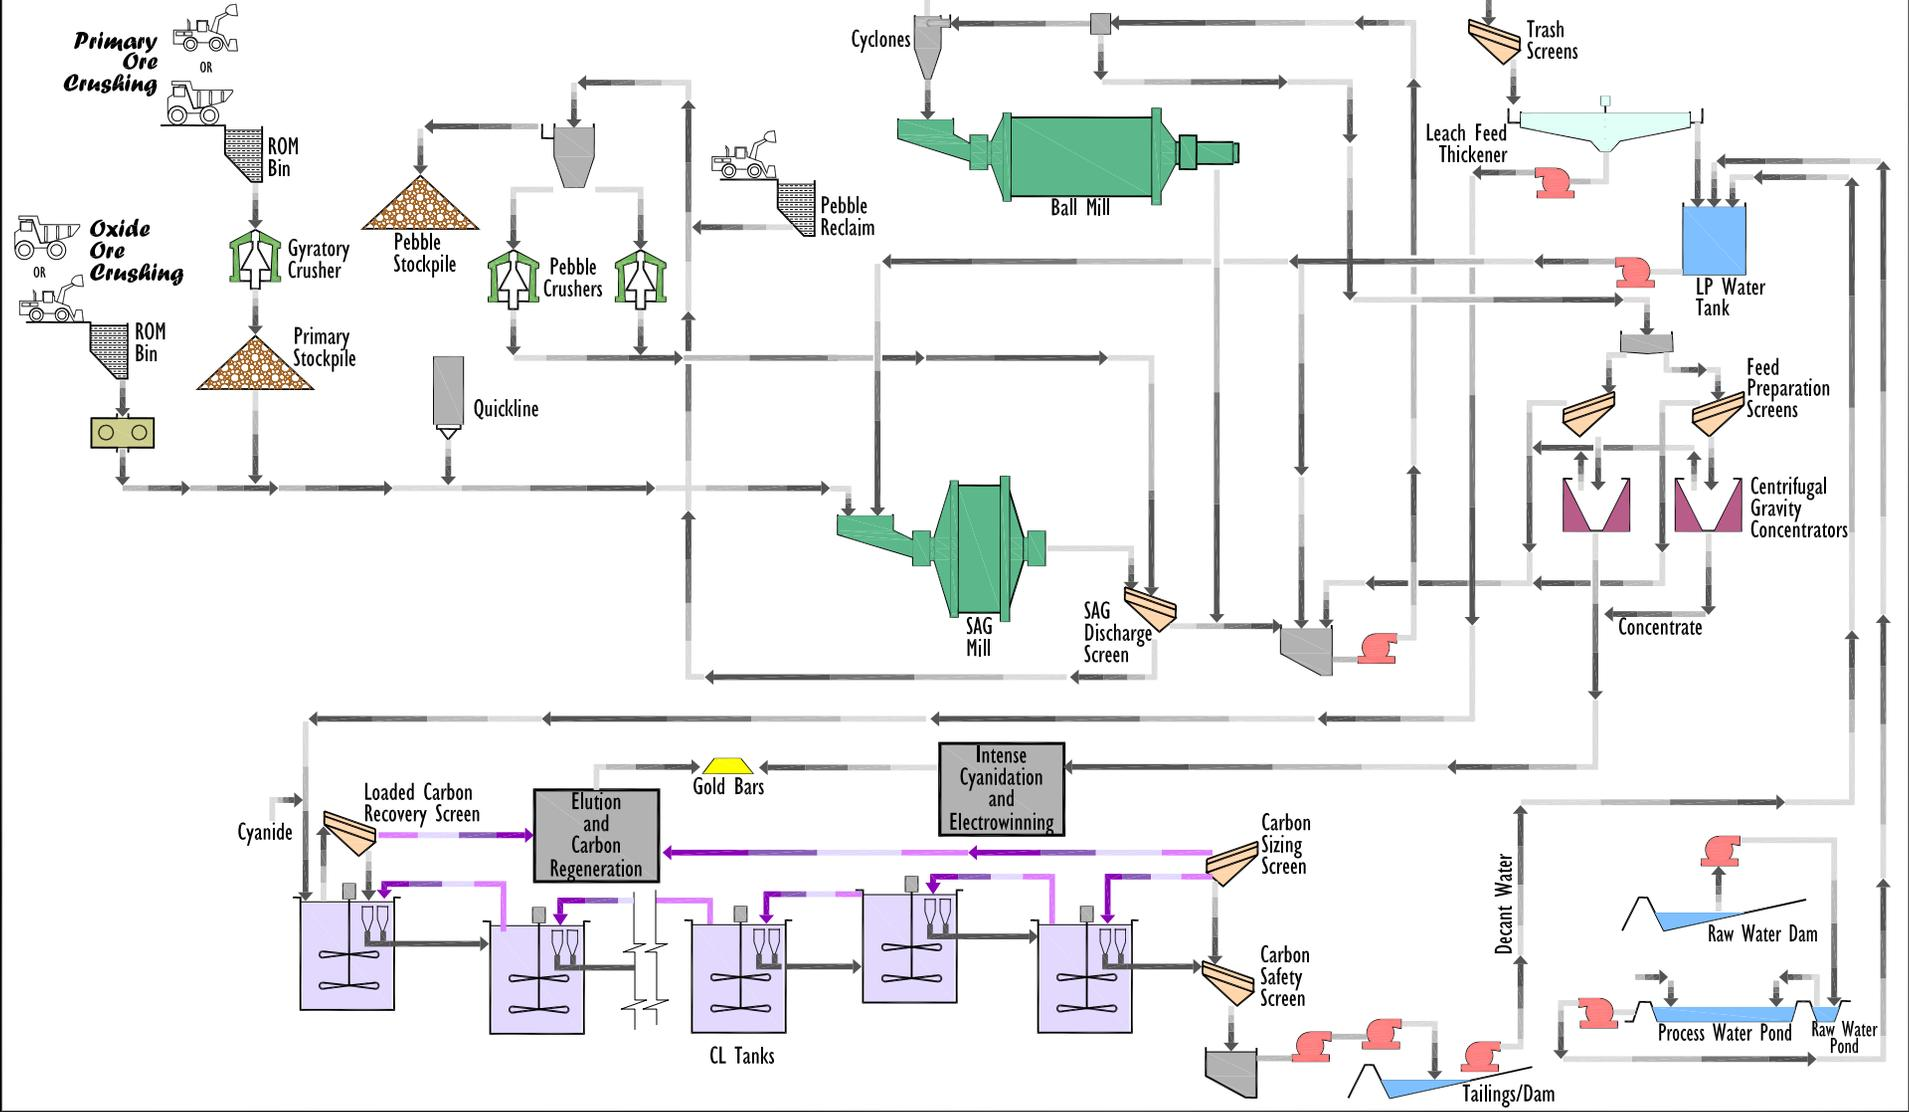 Primary
Ore
Crushing
OR
ROM
Bin
Oxide
Ore
Crushing
OR
ROM
Bin
Gyratory
Crusher
Primary
Stockpile
Pebble
Stockpile
Pebble
Crushers
Quickline
Pebble
Reclaim
Cyclones
Ball Mill
SAG
Mill
SAG
Discharge
Screen
Trash
Screens
Leach Feed
Thickener
LP Water
Tank
Feed
Preparation
Screens
Centrifugal
Gravity
Concentrators
Concentrate
Intense
Cyanidation
and
Electrowinning
Gold Bars
Elution
and
Carbon
Regeneration
Loaded Carbon
Recovery Screen
Cyanide
Carbon
Sizing
Screen
Carbon
Safety
Screen
CL Tanks
Decant Water
Raw Water Dam
Process Water Pond
Raw Water
Pond
Tailings/Dam